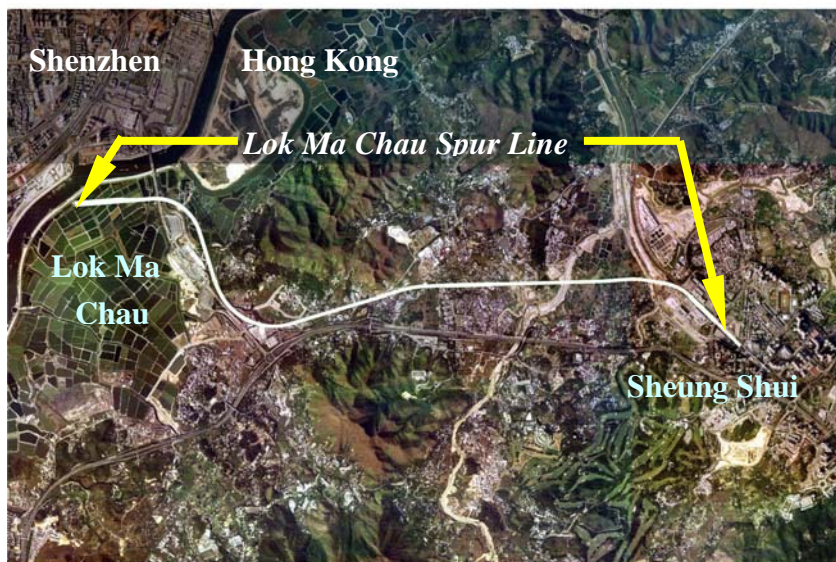 Shenzhen
Hong Kong
Lok Ma Chau Spur Line
Lok Ma
Chau
Sheung Shui